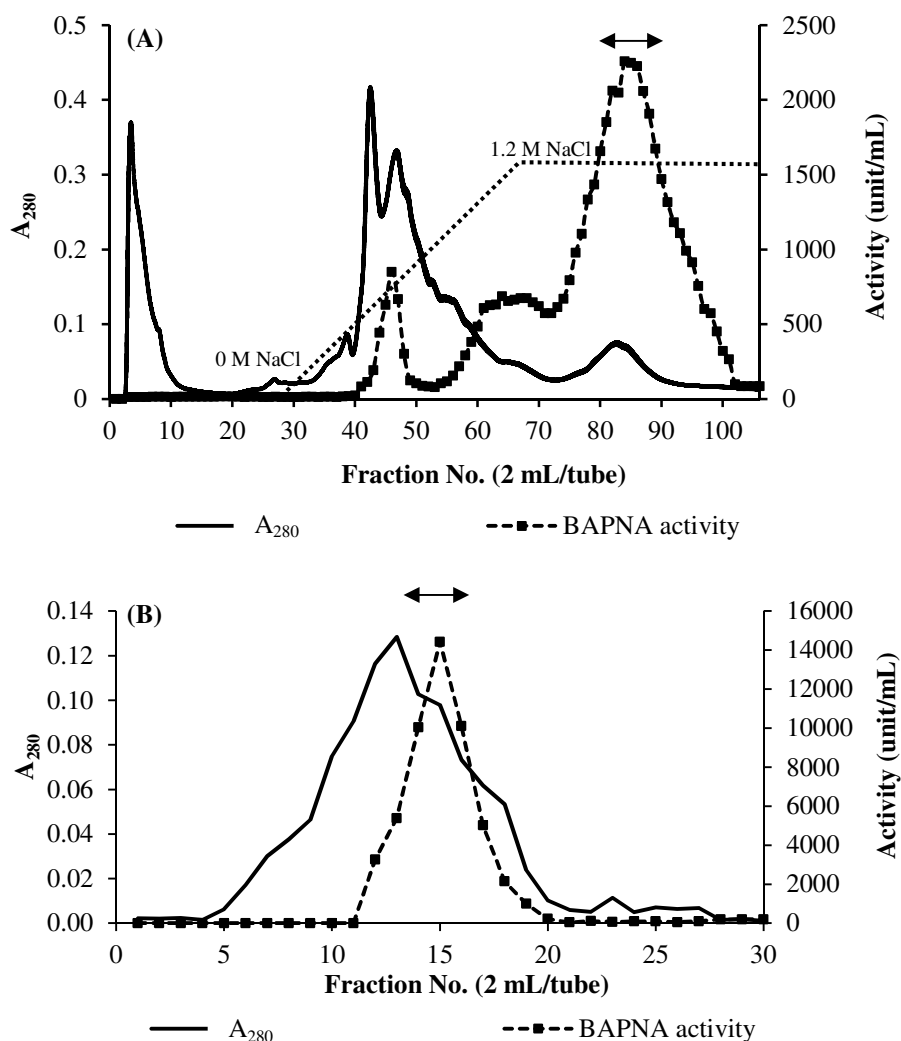 (A)
0.5
0.4
0.3
0.2
0.1
0
A280
2500
2000
1500
1000
500
0
Activity (unit/mL)
1.2 M NaCl
0 M NaCl
0 10 20 30 40 50 60 70 80 90 100
Fraction No. (2 mL/tube)
A280 BAPNA activity
(B)
0.14
0.12
0.10
0.08
0.06
0.04
0.02
0.00
A280
16000
14000
12000
10000
8000
6000
4000
2000
0
Activity (unit/mL)
0 5 10 15 20 25 30
Fraction No. (2 mL/tube)
A280 BAPNA activity